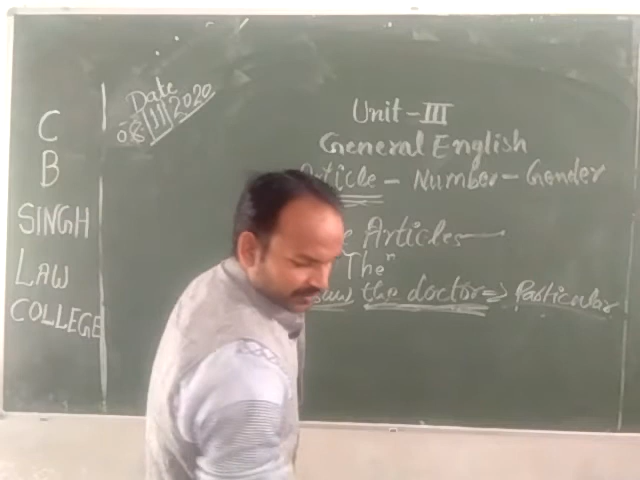 C
B
SINGH
LAW
COLLEGE
Date
08/11/2020
Unit-III
General English
Article - Number - Gender
Articles
The"
the doctor => Particular